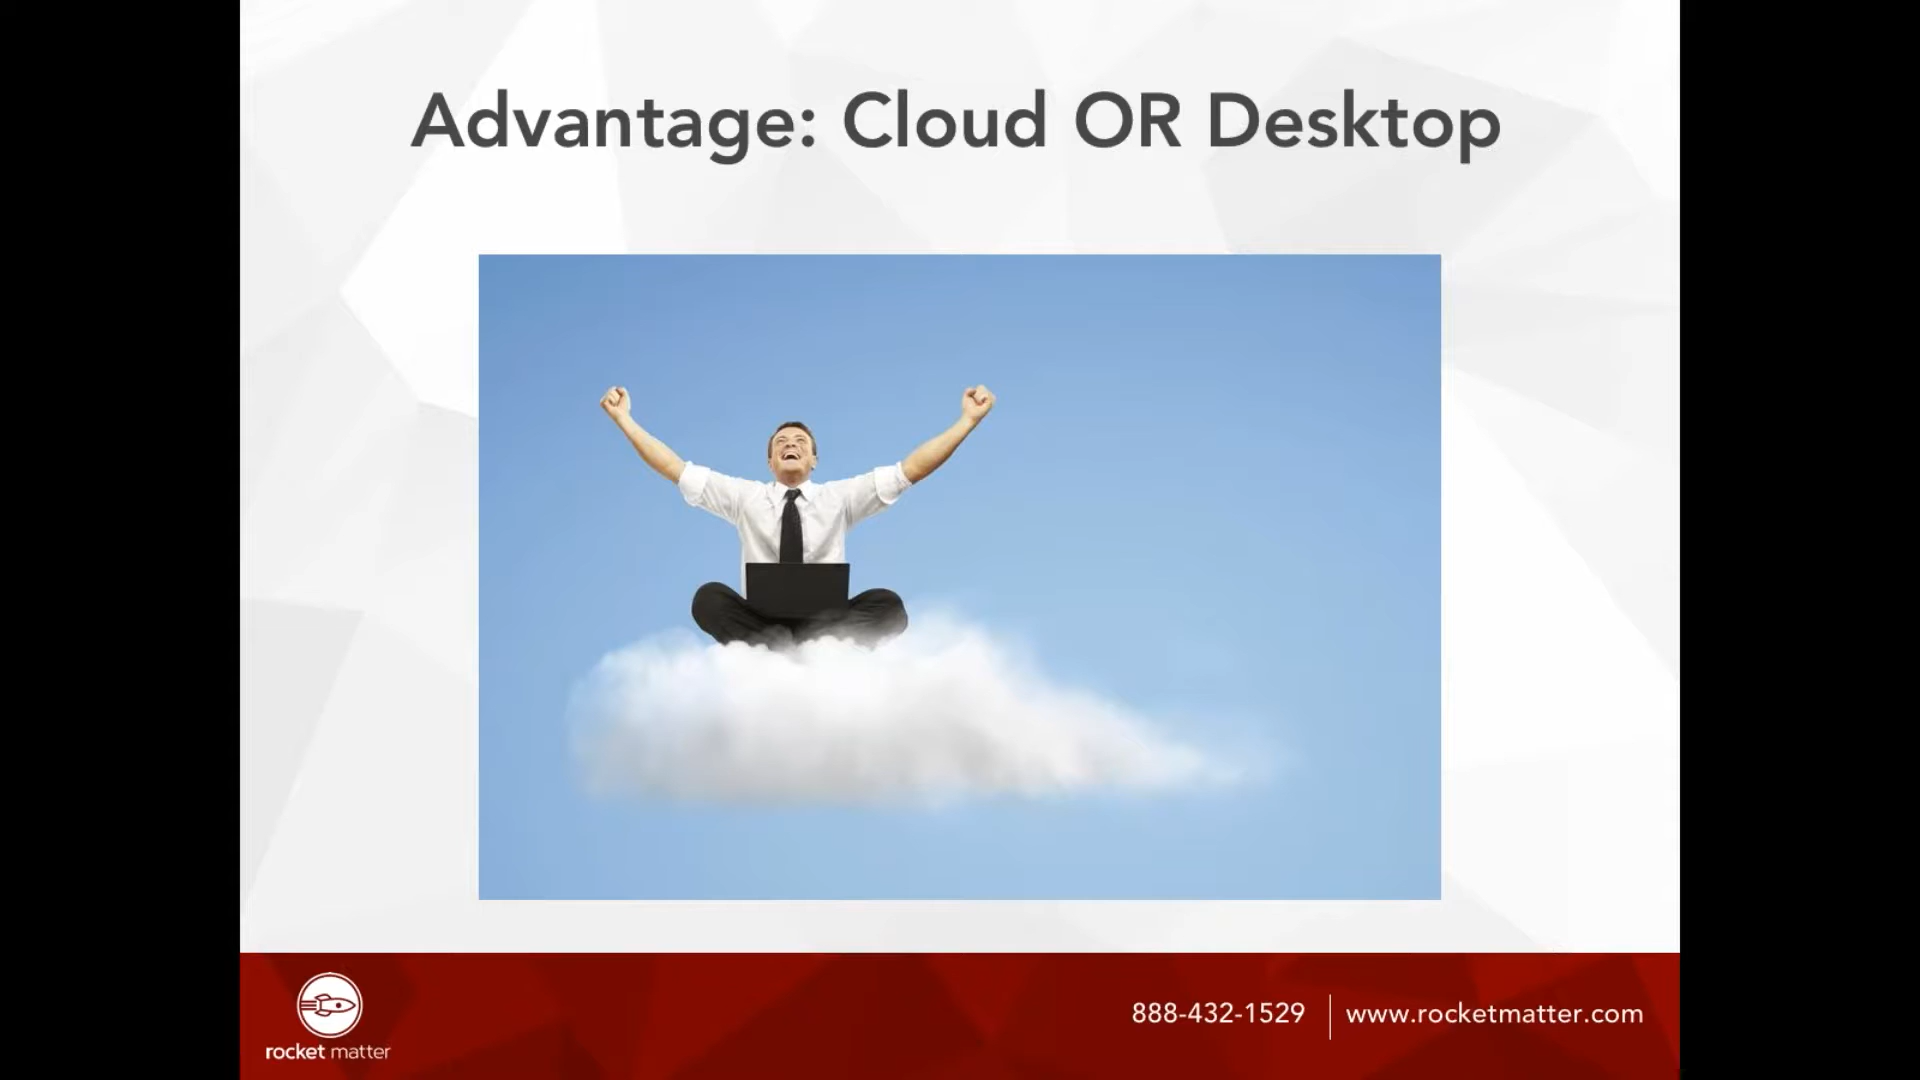 Advantage: Cloud OR Desktop
888-432-1529 | www.rocketmatter.com
rocket matter